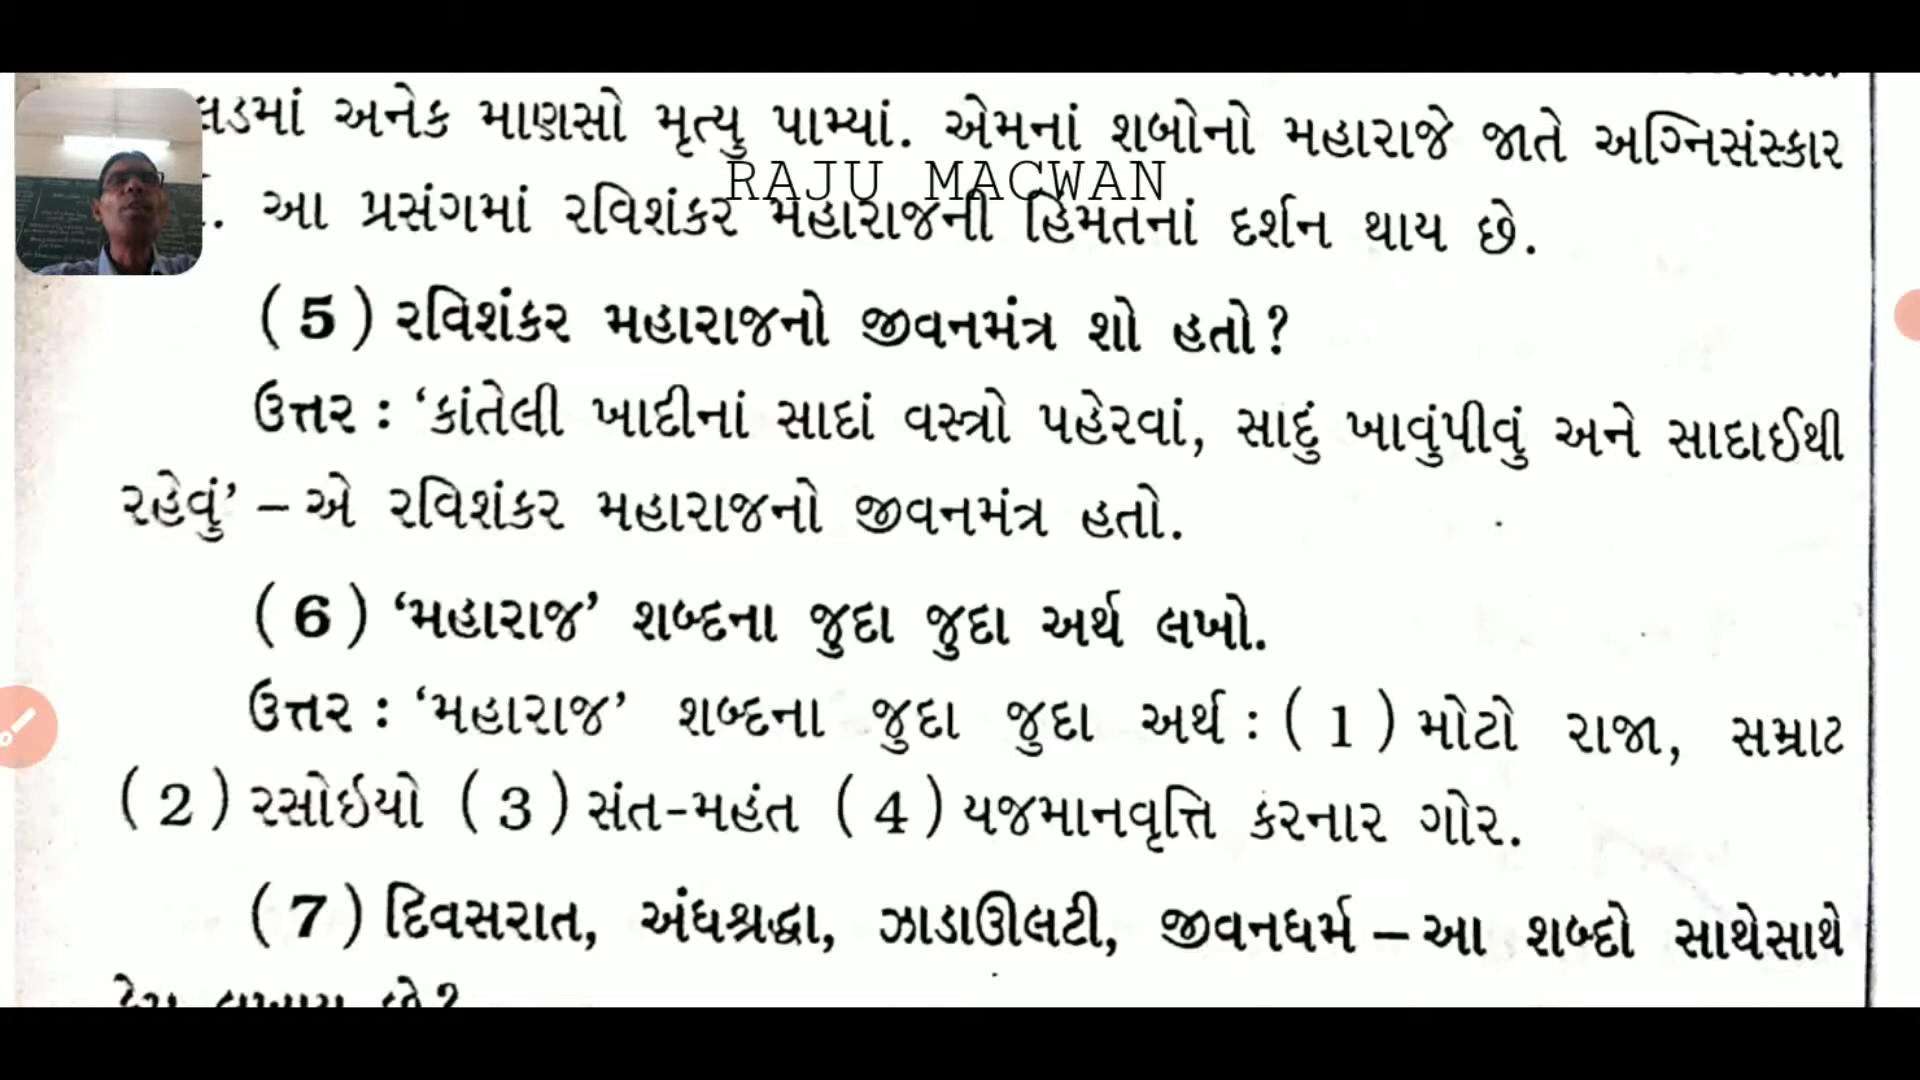 લડમાં અનેક માણસો મૃત્યુ પામ્યાં. એમનાં શબોનો મહારાજે જાતે અગ્નિસંસ્કાર
RAJU MACWAN
આ પ્રસંગમાં રવિશંકર મહારાજની હિંમતનાં દર્શન થાય છે.
(5) રવિશંકર મહારાજનો જીવનમંત્ર શો હતો?
ઉત્તર : ‘કાંતેલી ખાદીનાં સાદાં વસ્ત્રો પહેરવાં, સાદું ખાવુંપીવું અને સાદાઈથી
રહેવું’ – એ રવિશંકર મહારાજનો જીવનમંત્ર હતો.
(6) ‘મહારાજ’ શબ્દના જુદા જુદા અર્થ લખો.
ઉત્તર : ‘મહારાજ’ શબ્દના જુદા જુદા અર્થ : (1) મોટો રાજા, સમ્રાટ
(2) રસોઇયો (3) સંત-મહંત (4) યજમાનવૃત્તિ કરનાર ગોર.
(7) દિવસરાત, અંધશ્રદ્ધા, ઝાડાઊલટી, જીવનધર્મ – આ શબ્દો સાથેસાથે